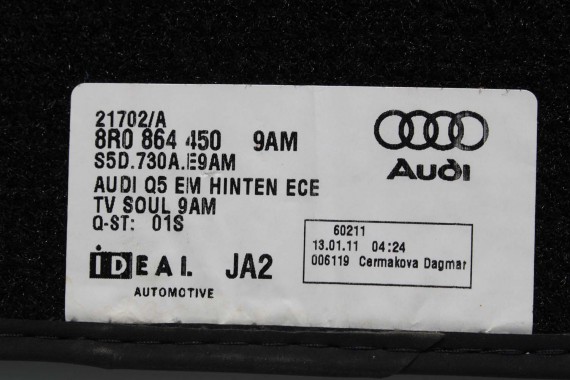 21702/A
8R0 864 450 9AM
S5D.730A.E9AM
AUDI Q5 EM HINTEN ECE
TV SOUL 9AM
Q-ST: 01S
IDEAL JA2
AUTOMOTIVE
Audi
60211
13.01.11 04:24
006119 Cermakova Dagmar